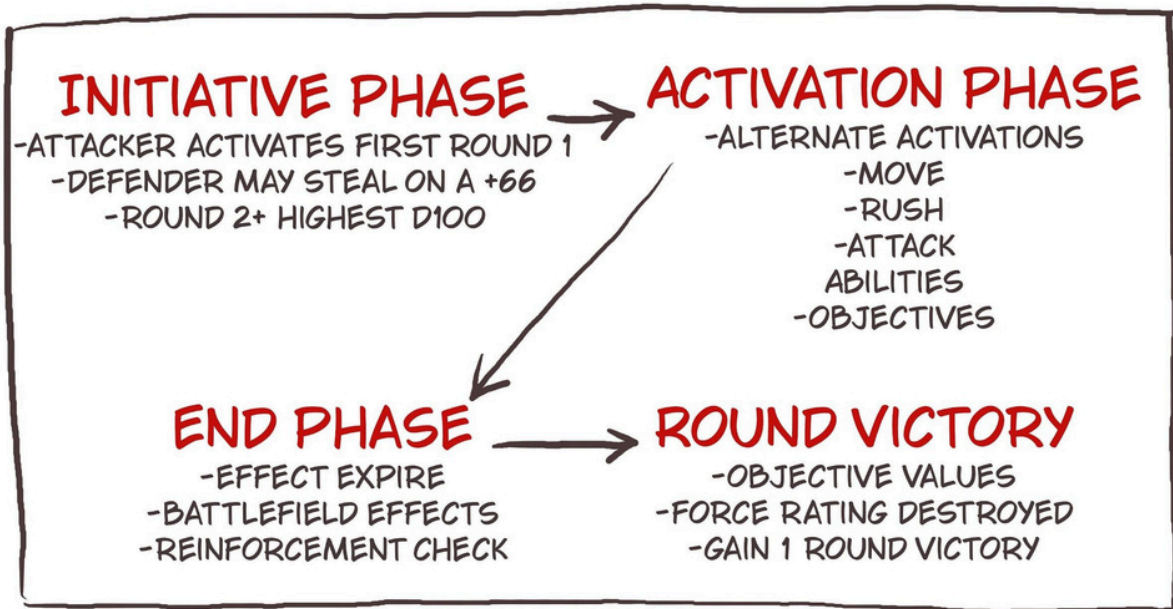 INITIATIVE PHASE
-ATTACKER ACTIVATES FIRST ROUND 1
-DEFENDER MAY STEAL ON A +66
-ROUND 2+ HIGHEST D100
ACTIVATION PHASE
-ALTERNATE ACTIVATIONS
-MOVE
-RUSH
-ATTACK
ABILITIES
-OBJECTIVES
END PHASE
-EFFECT EXPIRE
-BATTLEFIELD EFFECTS
-REINFORCEMENT CHECK
ROUND VICTORY
-OBJECTIVE VALUES
-FORCE RATING DESTROYED
-GAIN 1 ROUND VICTORY